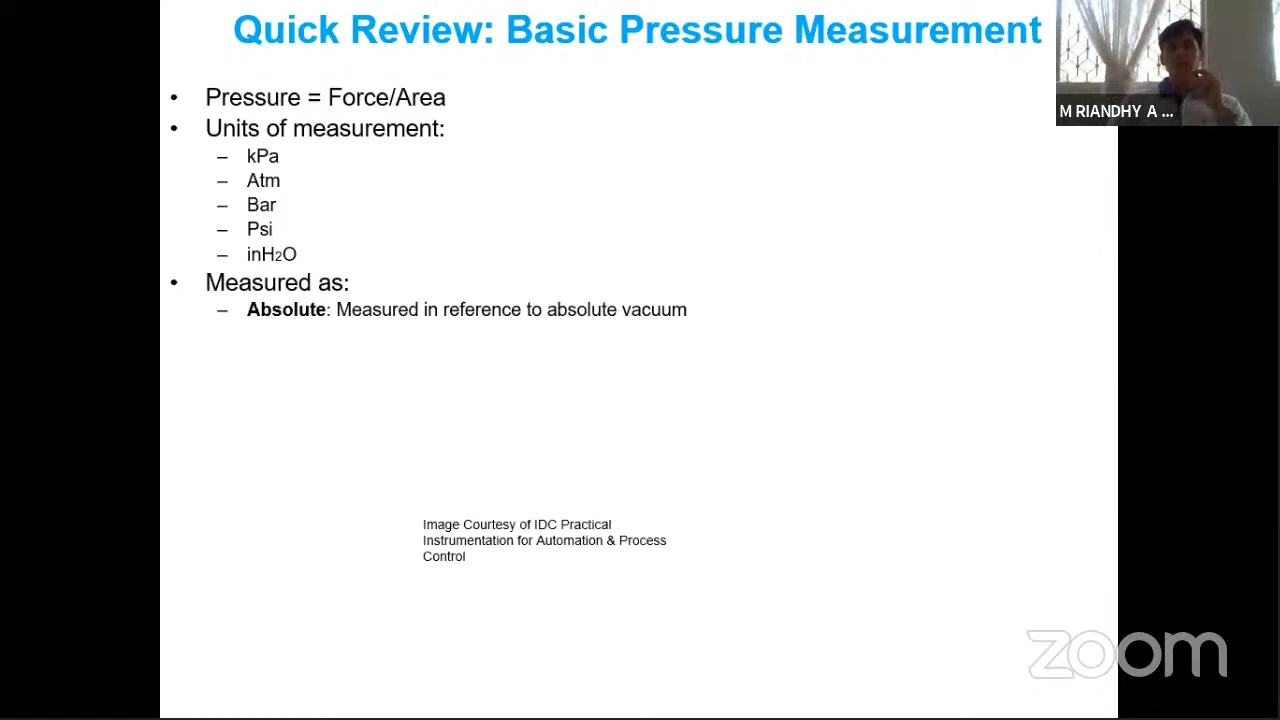 Quick Review: Basic Pressure Measurement
M RIANDHY A ...
• Pressure = Force/Area
• Units of measurement:
– kPa
– Atm
– Bar
– Psi
– inH2O
• Measured as:
– Absolute: Measured in reference to absolute vacuum
Image Courtesy of IDC Practical
Instrumentation for Automation & Process
Control
zoom